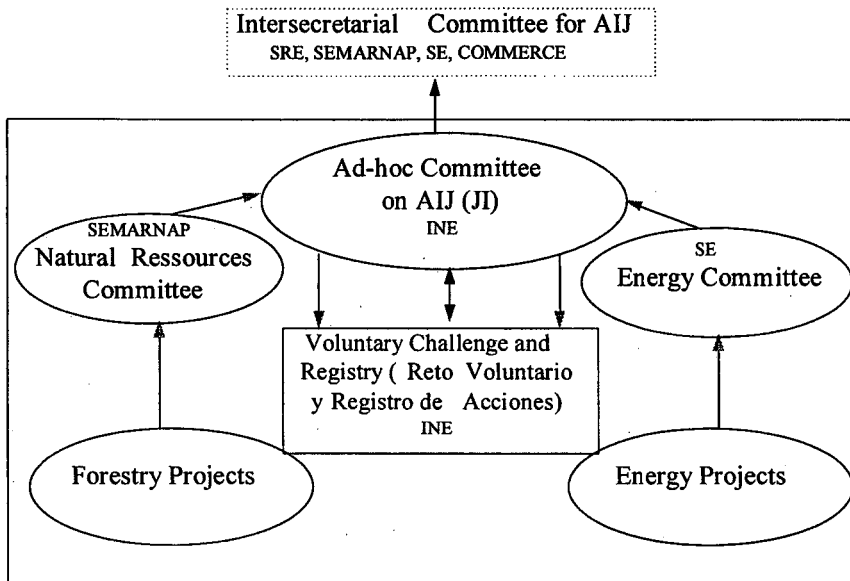 Intersecretarial Committee for AIJ
SRE, SEMARNAP, SE, COMMERCE
Ad-hoc Committee
on AIJ (JI)
INE
SEMARNAP
Natural Ressources
Committee
SE
Energy Committee
Voluntary Challenge and
Registry ( Reto Voluntario
y Registro de Acciones)
INE
Forestry Projects
Energy Projects